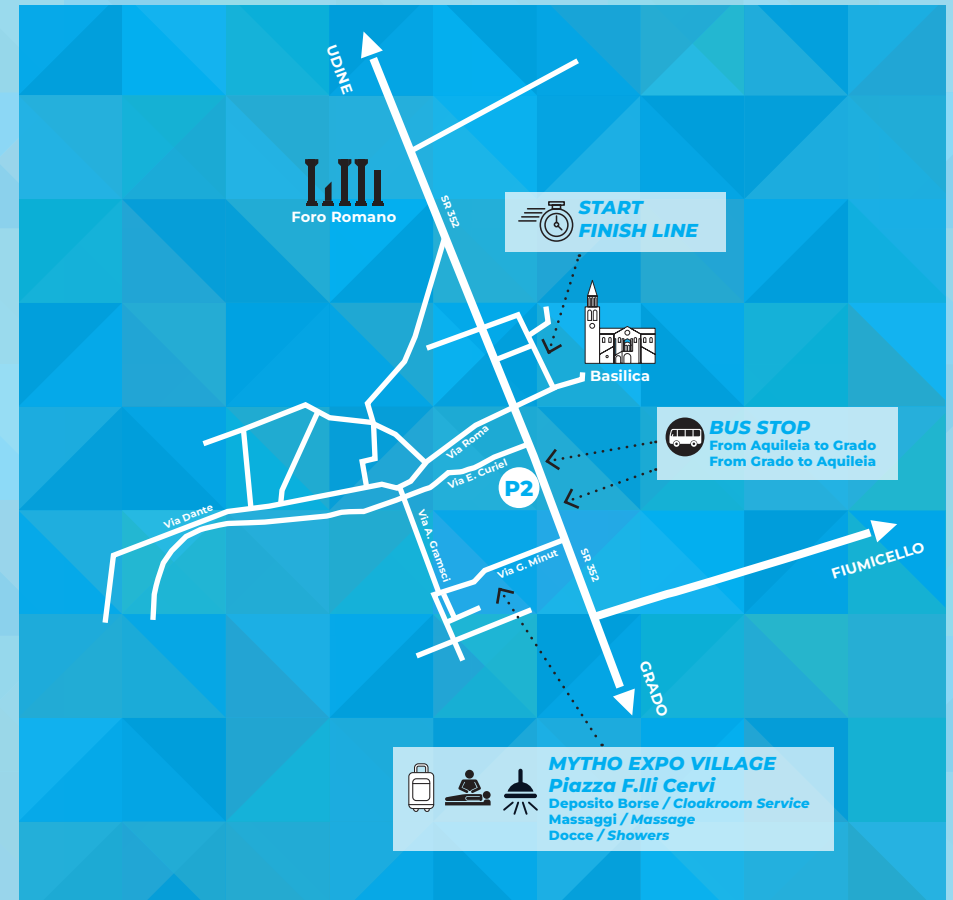 UDINE
Foro Romano
SR 352
START
FINISH LINE
Basilica
BUS STOP
From Aquileia to Grado
From Grado to Aquileia
Via Roma
Via E. Curiel
P2
Via Dante
Via A. Gramsci
Via G. Minut
SR 352
FIUMICELLO
GRADO
MYTHO EXPO VILLAGE
Piazza F.lli Cervi
Deposito Borse / Cloakroom Service
Massaggi / Massage
Docce / Showers